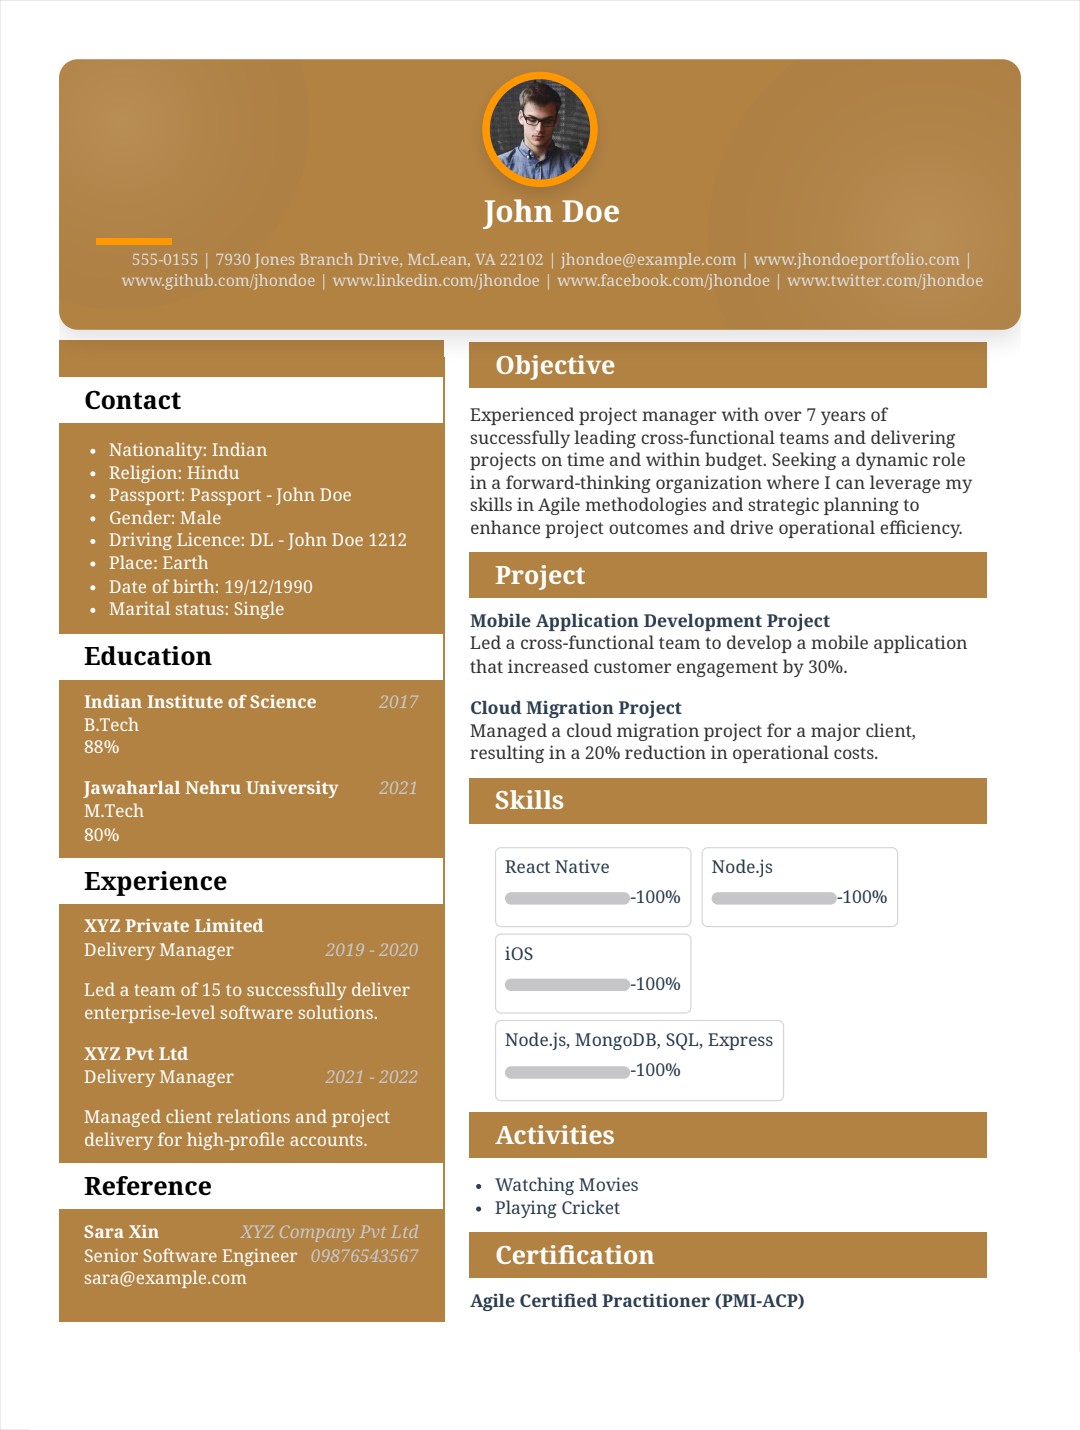 John Doe
555-0155 | 7930 Jones Branch Drive, McLean, VA 22102 | jhondoe@example.com | www.jhondoeportfolio.com |
www.github.com/jhondoe | www.linkedin.com/jhondoe | www.facebook.com/jhondoe | www.twitter.com/jhondoe
Contact
• Nationality: Indian
• Religion: Hindu
• Passport: Passport - John Doe
• Gender: Male
• Driving Licence: DL - John Doe 1212
• Place: Earth
• Date of birth: 19/12/1990
• Marital status: Single
Education
Indian Institute of Science 2017
B.Tech
88%
Jawaharlal Nehru University 2021
M.Tech
80%
Experience
XYZ Private Limited
Delivery Manager 2019 - 2020
Led a team of 15 to successfully deliver
enterprise-level software solutions.
XYZ Pvt Ltd
Delivery Manager 2021 - 2022
Managed client relations and project
delivery for high-profile accounts.
Reference
Sara Xin XYZ Company Pvt Ltd
Senior Software Engineer 09876543567
sara@example.com
Objective
Experienced project manager with over 7 years of
successfully leading cross-functional teams and delivering
projects on time and within budget. Seeking a dynamic role
in a forward-thinking organization where I can leverage my
skills in Agile methodologies and strategic planning to
enhance project outcomes and drive operational efficiency.
Project
Mobile Application Development Project
Led a cross-functional team to develop a mobile application
that increased customer engagement by 30%.
Cloud Migration Project
Managed a cloud migration project for a major client,
resulting in a 20% reduction in operational costs.
Skills
React Native
-100%
Node.js
-100%
iOS
-100%
Node.js, MongoDB, SQL, Express
-100%
Activities
• Watching Movies
• Playing Cricket
Certification
Agile Certified Practitioner (PMI-ACP)